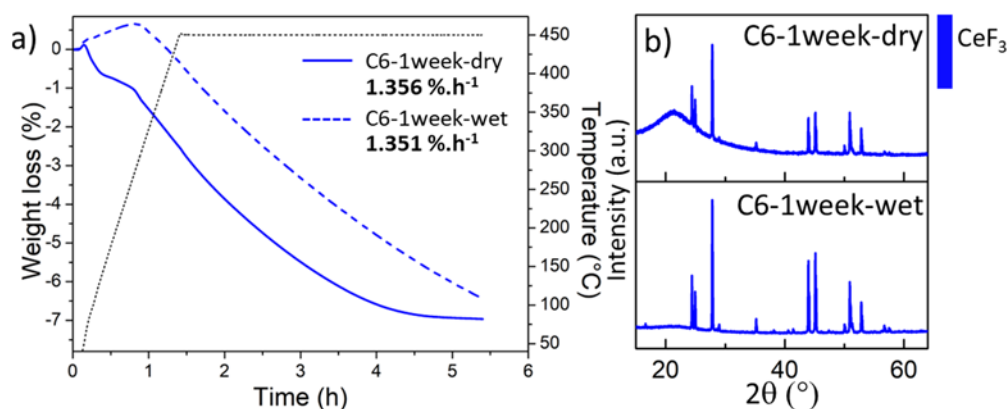 a)
C6-1week-dry
1.356 %.h⁻¹
C6-1week-wet
1.351 %.h⁻¹
Weight loss (%)
0
-1
-2
-3
-4
-5
-6
-7
0 1 2 3 4 5 6
Time (h)
450
400
350
300
250
200
150
100
50
Temperature (°C)
b)
C6-1week-dry
C6-1week-wet
Intensity (a.u.)
20 40 60
2θ (°)
CeF₃